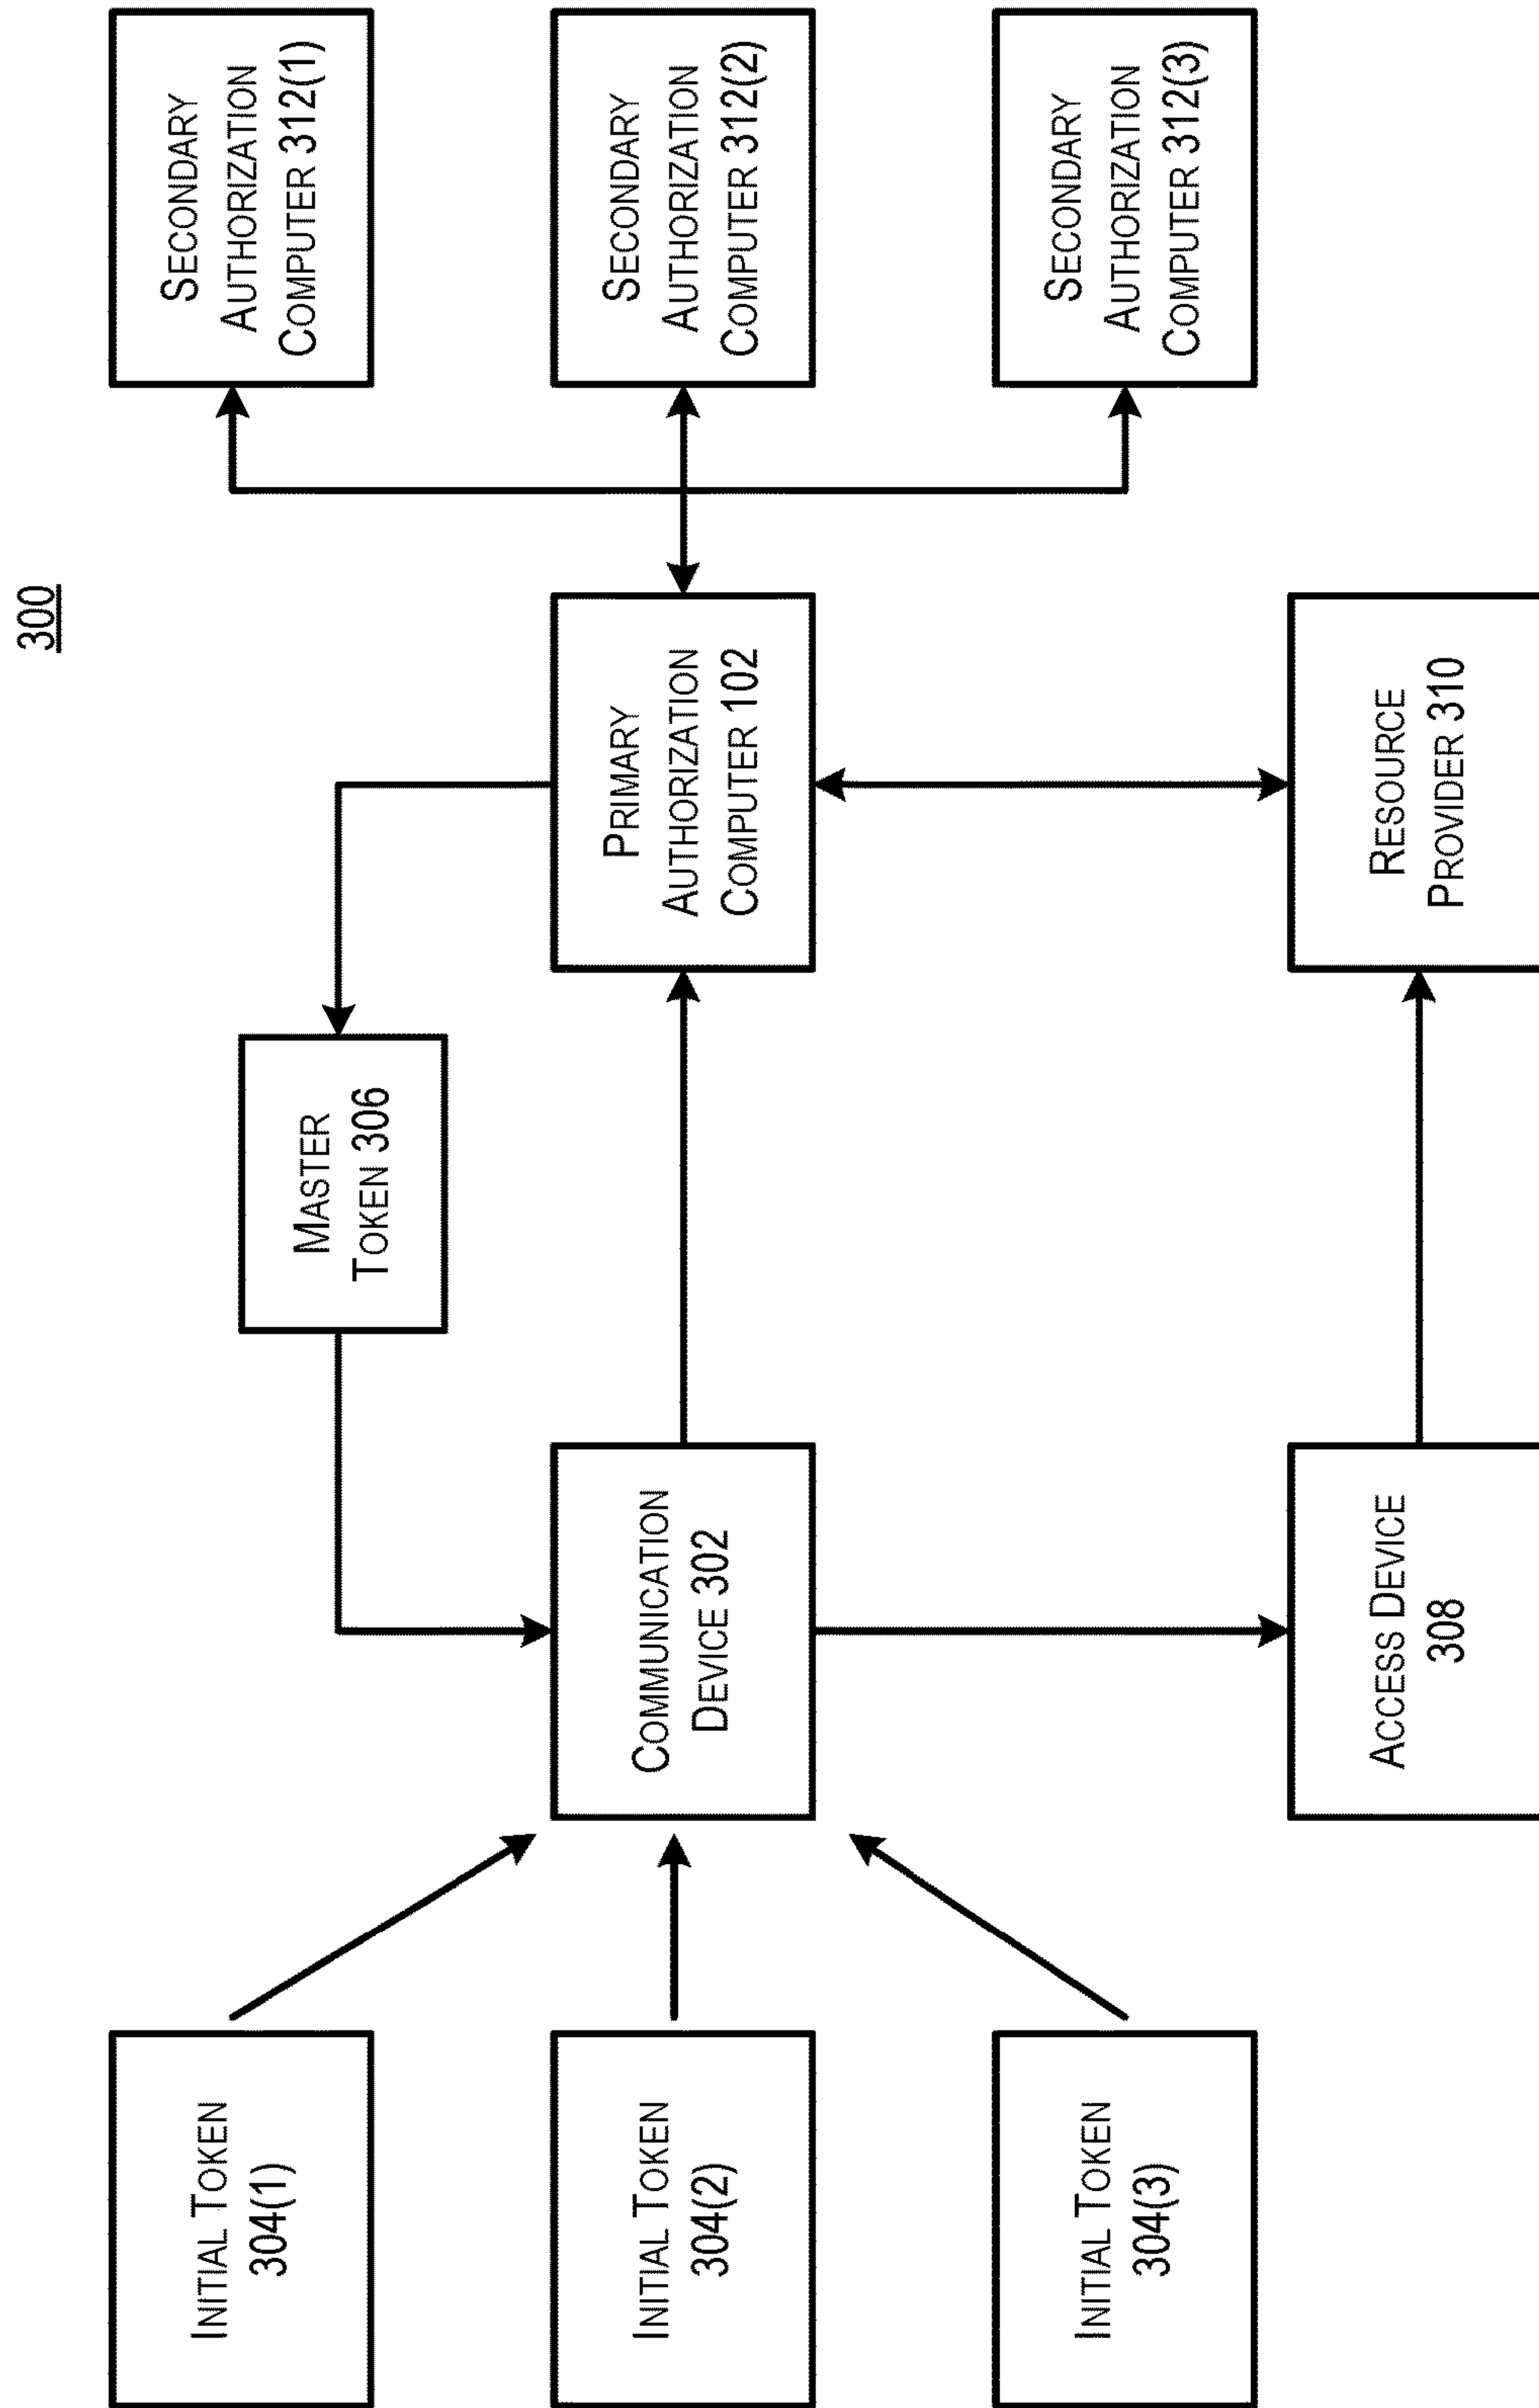 300
INITIAL TOKEN
304(1)
INITIAL TOKEN
304(2)
INITIAL TOKEN
304(3)
COMMUNICATION
DEVICE 302
ACCESS DEVICE
308
MASTER
TOKEN 306
PRIMARY
AUTHORIZATION
COMPUTER 102
RESOURCE
PROVIDER 310
SECONDARY
AUTHORIZATION
COMPUTER 312(1)
SECONDARY
AUTHORIZATION
COMPUTER 312(2)
SECONDARY
AUTHORIZATION
COMPUTER 312(3)